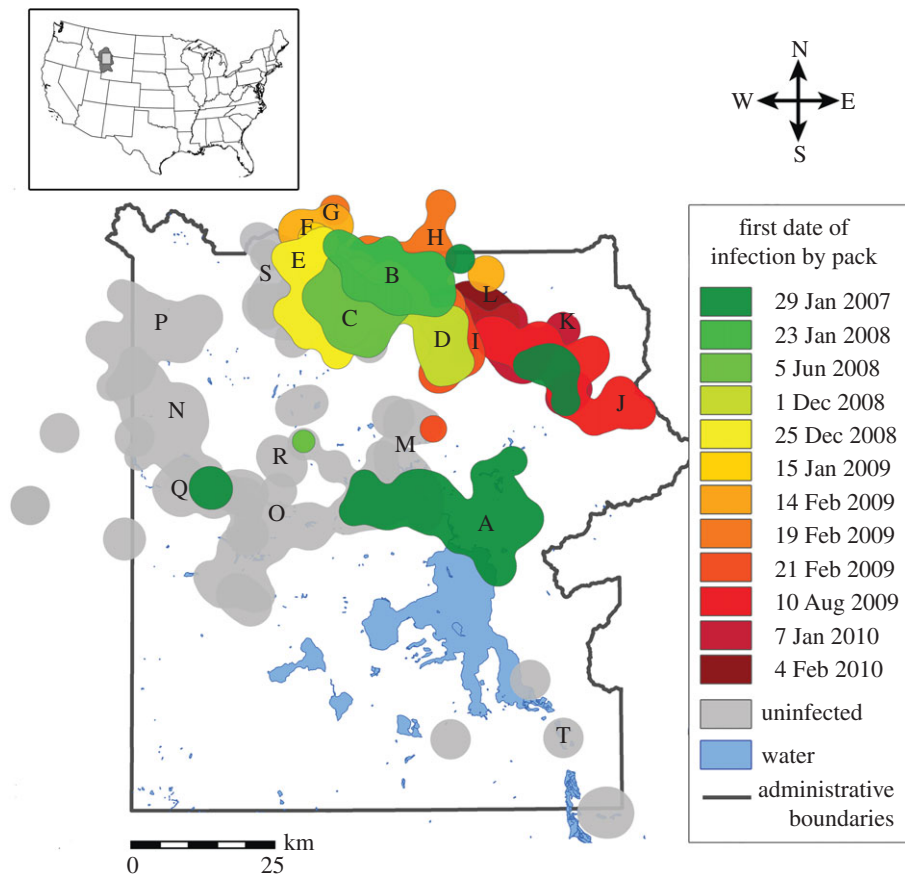 N
W E
S
first date of
infection by pack
29 Jan 2007
23 Jan 2008
5 Jun 2008
1 Dec 2008
25 Dec 2008
15 Jan 2009
14 Feb 2009
19 Feb 2009
21 Feb 2009
10 Aug 2009
7 Jan 2010
4 Feb 2010
uninfected
water
administrative
boundaries
G
F
H
E
S
B
L
P
C
K
D
I
J
N
M
R
Q
O
A
T
km
0 25